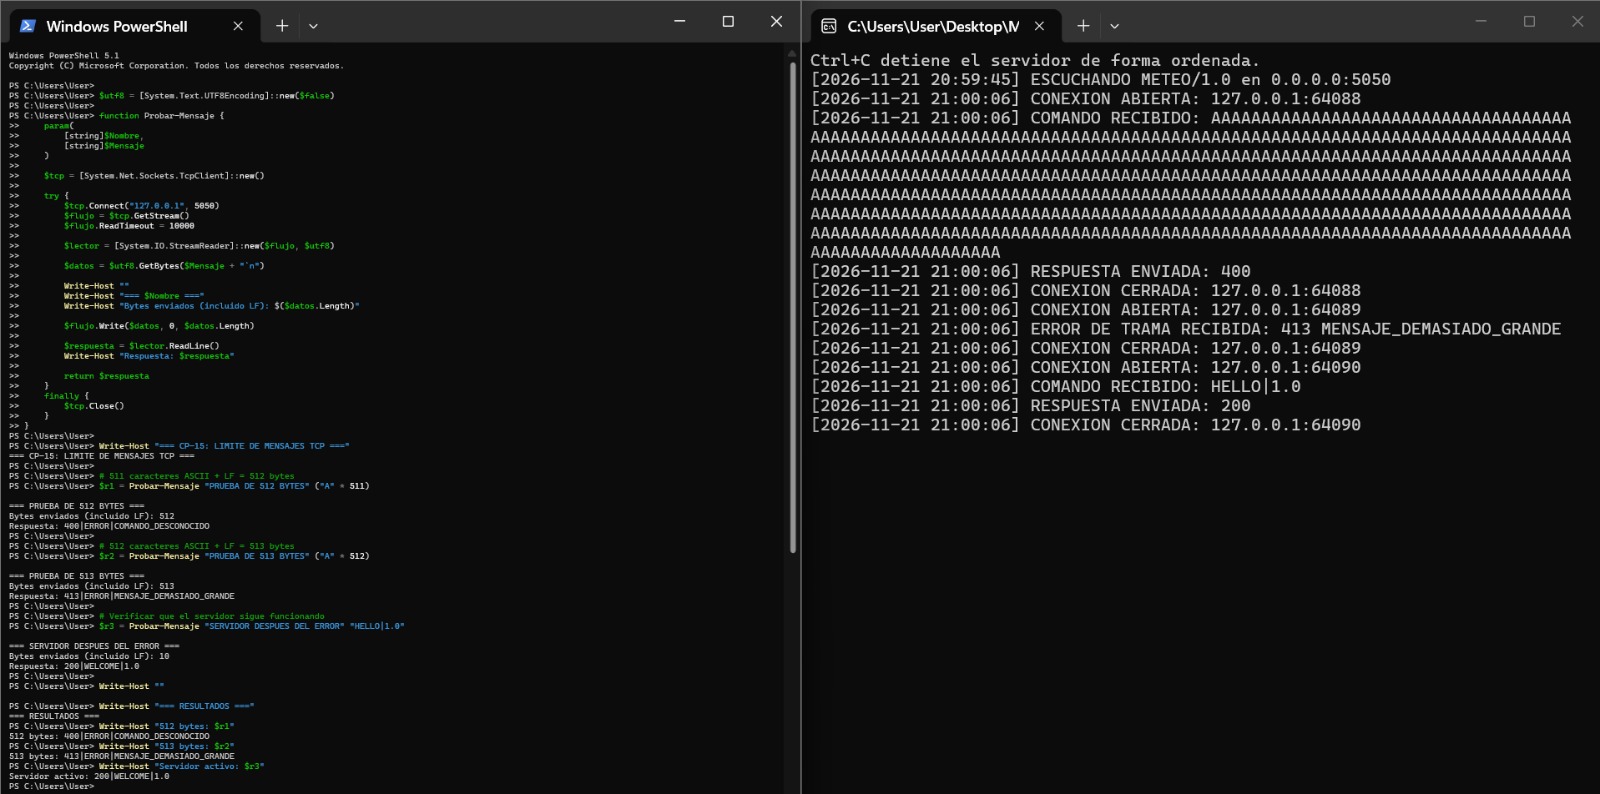 Windows PowerShell
Windows PowerShell 5.1
Copyright (C) Microsoft Corporation. Todos los derechos reservados.
PS C:\Users\User>
PS C:\Users\User> $utf8 = [System.Text.UTF8Encoding]::new($false)
PS C:\Users\User>
PS C:\Users\User> function Probar-Mensaje {
>>     param(
>>         [string]$Nombre,
>>         [string]$Mensaje
>>     )
>>
>>     $tcp = [System.Net.Sockets.TcpClient]::new()
>>
>>     try {
>>         $tcp.Connect("127.0.0.1", 5050)
>>         $flujo = $tcp.GetStream()
>>         $flujo.ReadTimeout = 10000
>>
>>         $lector = [System.IO.StreamReader]::new($flujo, $utf8)
>>
>>         $datos = $utf8.GetBytes($Mensaje + "`n")
>>
>>         Write-Host ""
>>         Write-Host "=== $Nombre ==="
>>         Write-Host "Bytes enviados (incluido LF): $($datos.Length)"
>>
>>         $flujo.Write($datos, 0, $datos.Length)
>>
>>         $respuesta = $lector.ReadLine()
>>         Write-Host "Respuesta: $respuesta"
>>
>>         return $respuesta
>>     }
>>     finally {
>>         $tcp.Close()
>>     }
>> }
PS C:\Users\User>
PS C:\Users\User> Write-Host "=== CP-15: LIMITE DE MENSAJES TCP ==="
=== CP-15: LIMITE DE MENSAJES TCP ===
PS C:\Users\User>
PS C:\Users\User> # 511 caracteres ASCII + LF = 512 bytes
PS C:\Users\User> $r1 = Probar-Mensaje "PRUEBA DE 512 BYTES" ("A" * 511)
=== PRUEBA DE 512 BYTES ===
Bytes enviados (incluido LF): 512
Respuesta: 400|ERROR|COMANDO_DESCONOCIDO
PS C:\Users\User>
PS C:\Users\User> # 512 caracteres ASCII + LF = 513 bytes
PS C:\Users\User> $r2 = Probar-Mensaje "PRUEBA DE 513 BYTES" ("A" * 512)
=== PRUEBA DE 513 BYTES ===
Bytes enviados (incluido LF): 513
Respuesta: 413|ERROR|MENSAJE_DEMASIADO_GRANDE
PS C:\Users\User>
PS C:\Users\User> # Verificar que el servidor sigue funcionando
PS C:\Users\User> $r3 = Probar-Mensaje "SERVIDOR DESPUES DEL ERROR" "HELLO|1.0"
=== SERVIDOR DESPUES DEL ERROR ===
Bytes enviados (incluido LF): 10
Respuesta: 200|WELCOME|1.0
PS C:\Users\User>
PS C:\Users\User> Write-Host ""
PS C:\Users\User> Write-Host "=== RESULTADOS ==="
=== RESULTADOS ===
PS C:\Users\User> Write-Host "512 bytes: $r1"
512 bytes: 400|ERROR|COMANDO_DESCONOCIDO
PS C:\Users\User> Write-Host "513 bytes: $r2"
513 bytes: 413|ERROR|MENSAJE_DEMASIADO_GRANDE
PS C:\Users\User> Write-Host "Servidor activo: $r3"
Servidor activo: 200|WELCOME|1.0
PS C:\Users\User>
C:\Users\User\Desktop\M
Ctrl+C detiene el servidor de forma ordenada.
[2026-11-21 20:59:45] ESCUCHANDO METEO/1.0 en 0.0.0.0:5050
[2026-11-21 21:00:06] CONEXION ABIERTA: 127.0.0.1:64088
[2026-11-21 21:00:06] COMANDO RECIBIDO: AAAAAAAAAAAAAAAAAAAAAAAAAAAAAAAAAAAA
AAAAAAAAAAAAAAAAAAAAAAAAAAAAAAAAAAAAAAAAAAAAAAAAAAAAAAAAAAAAAAAAAAAAAAAAAAAA
AAAAAAAAAAAAAAAAAAAAAAAAAAAAAAAAAAAAAAAAAAAAAAAAAAAAAAAAAAAAAAAAAAAAAAAAAAAA
AAAAAAAAAAAAAAAAAAAAAAAAAAAAAAAAAAAAAAAAAAAAAAAAAAAAAAAAAAAAAAAAAAAAAAAAAAAA
AAAAAAAAAAAAAAAAAAAAAAAAAAAAAAAAAAAAAAAAAAAAAAAAAAAAAAAAAAAAAAAAAAAAAAAAAAAA
AAAAAAAAAAAAAAAAAAAAAAAAAAAAAAAAAAAAAAAAAAAAAAAAAAAAAAAAAAAAAAAAAAAAAAAAAAAA
AAAAAAAAAAAAAAAAAAAAAAAAAAAAAAAAAAAAAAAAAAAAAAAAAAAAAAAAAAAAAAAAAAAAAAAAAAAA
AAAAAAAAAAAAAAAAAAA
[2026-11-21 21:00:06] RESPUESTA ENVIADA: 400
[2026-11-21 21:00:06] CONEXION CERRADA: 127.0.0.1:64088
[2026-11-21 21:00:06] CONEXION ABIERTA: 127.0.0.1:64089
[2026-11-21 21:00:06] ERROR DE TRAMA RECIBIDA: 413 MENSAJE_DEMASIADO_GRANDE
[2026-11-21 21:00:06] CONEXION CERRADA: 127.0.0.1:64089
[2026-11-21 21:00:06] CONEXION ABIERTA: 127.0.0.1:64090
[2026-11-21 21:00:06] COMANDO RECIBIDO: HELLO|1.0
[2026-11-21 21:00:06] RESPUESTA ENVIADA: 200
[2026-11-21 21:00:06] CONEXION CERRADA: 127.0.0.1:64090